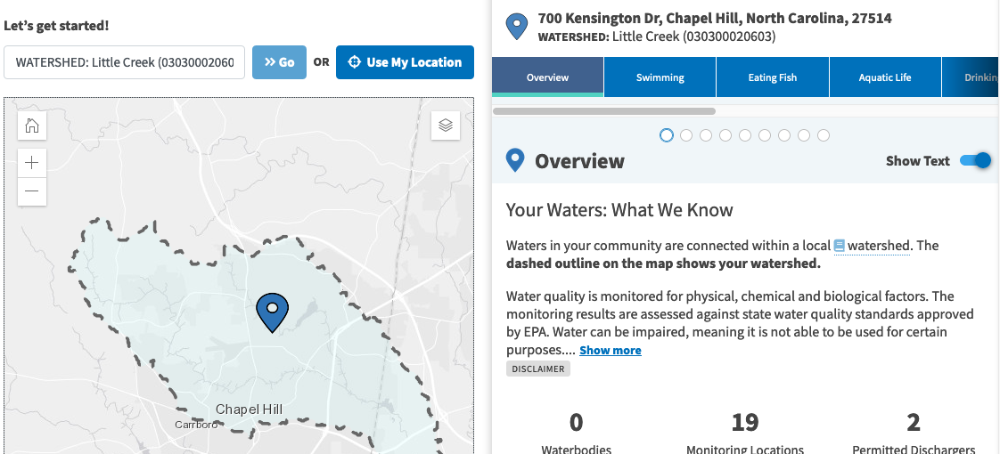 Let's get started!
WATERSHED: Little Creek (03030002060
Go
OR
Use My Location
Chapel Hill
Carrboro
700 Kensington Dr, Chapel Hill, North Carolina, 27514
WATERSHED: Little Creek (030300020603)
Overview
Swimming
Eating Fish
Aquatic Life
Drinkin
Overview
Show Text
Your Waters: What We Know
Waters in your community are connected within a local watershed. The
dashed outline on the map shows your watershed.
Water quality is monitored for physical, chemical and biological factors. The
monitoring results are assessed against state water quality standards approved
by EPA. Water can be impaired, meaning it is not able to be used for certain
purposes.... Show more
DISCLAIMER
0
Waterbodies
19
Monitoring Locations
2
Permitted Dischargers